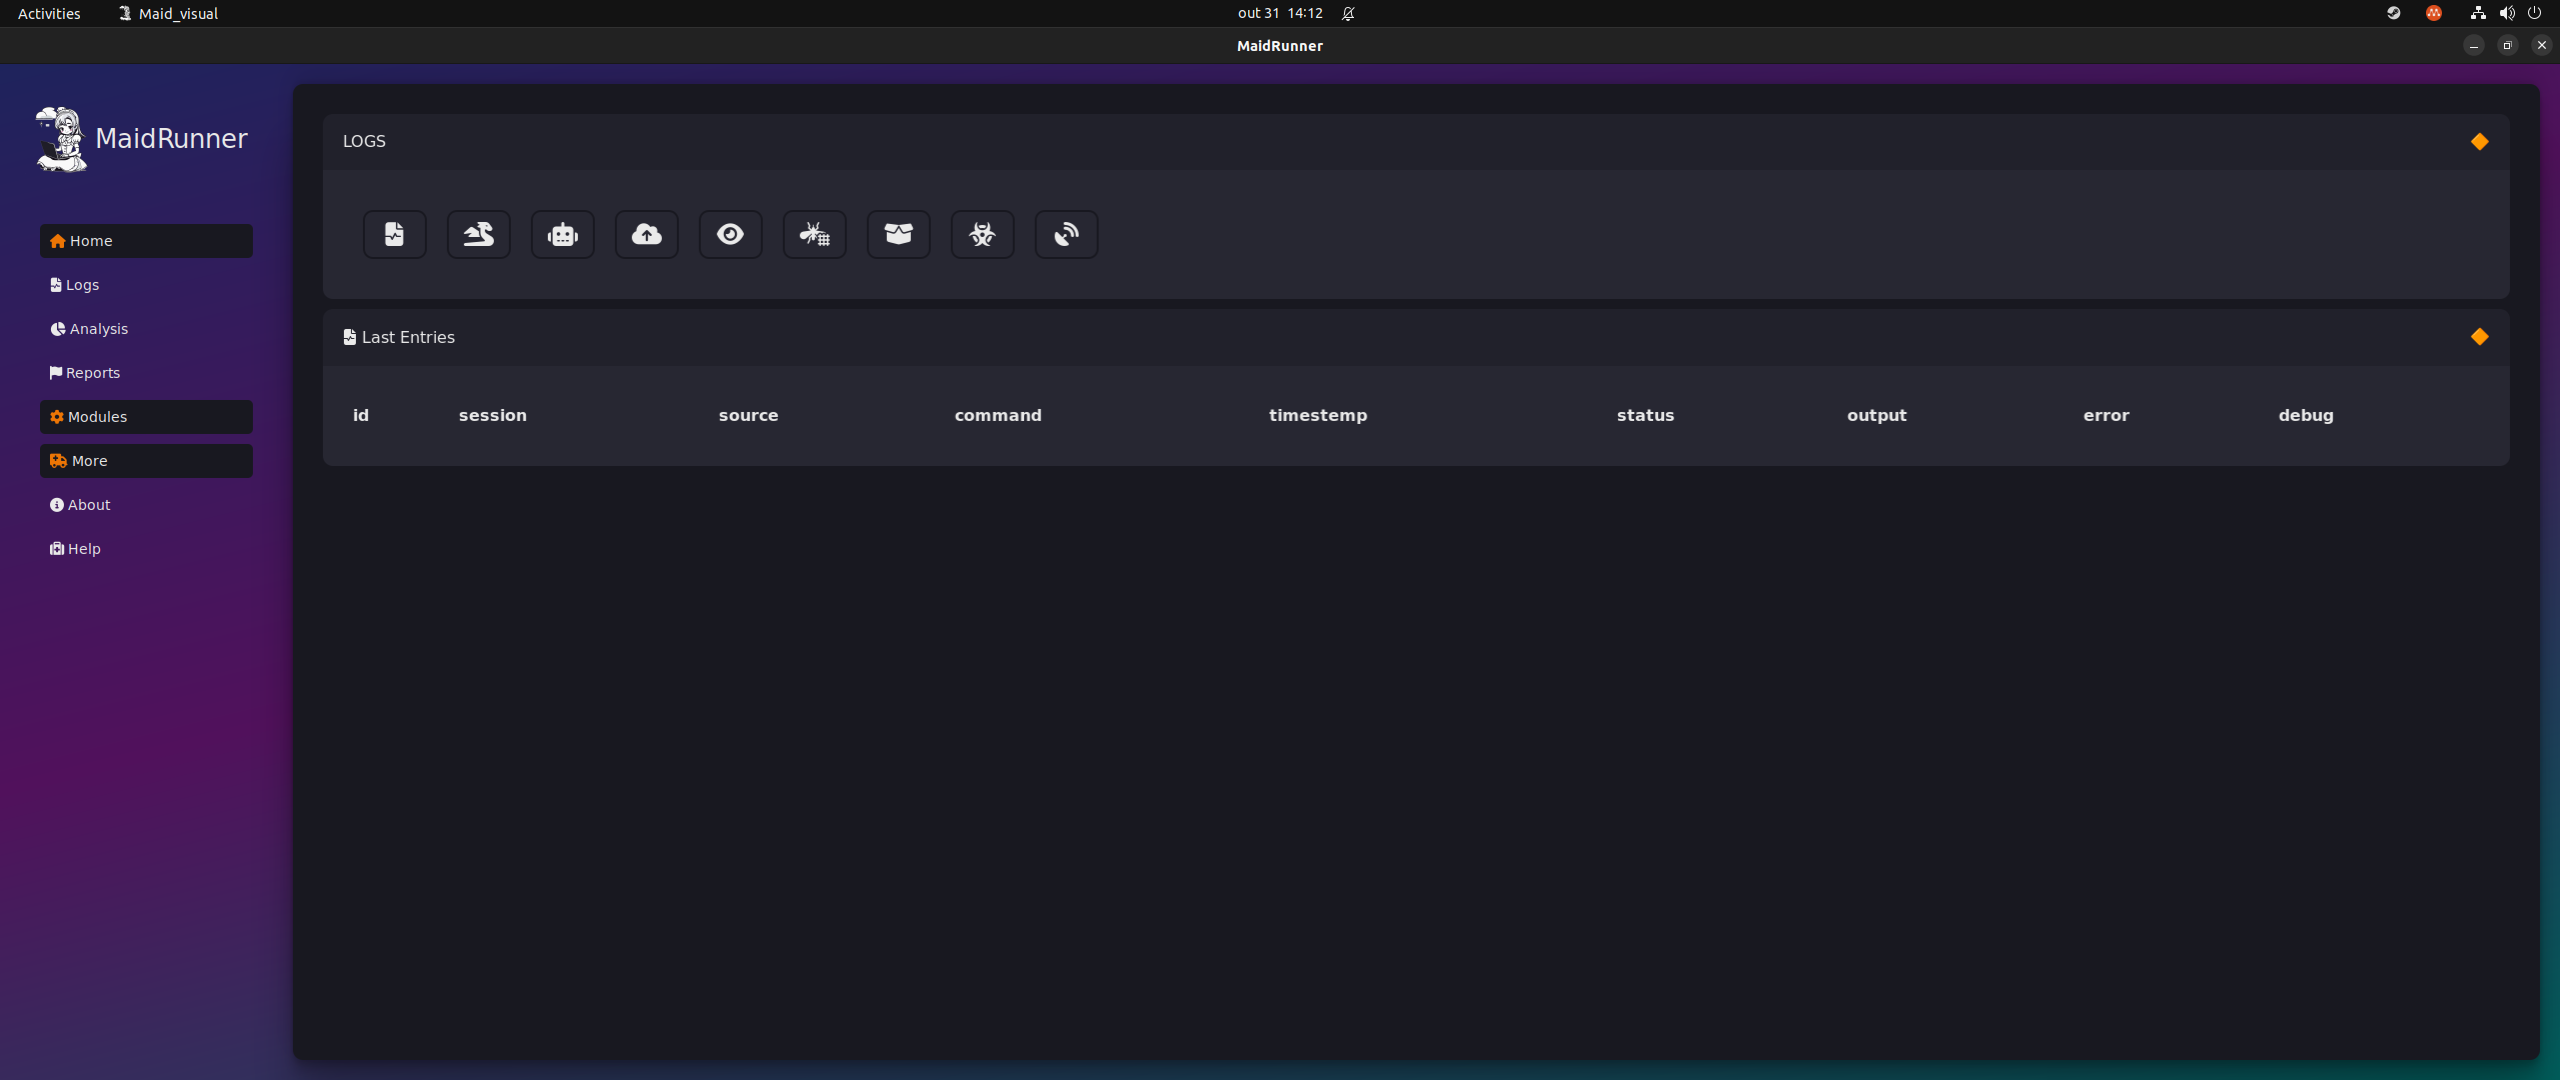 Activities Maid_visual out 31 14:12
MaidRunner
MaidRunner
Home
Logs
Analysis
Reports
Modules
More
About
Help
LOGS
Last Entries
id session source command timestemp status output error debug